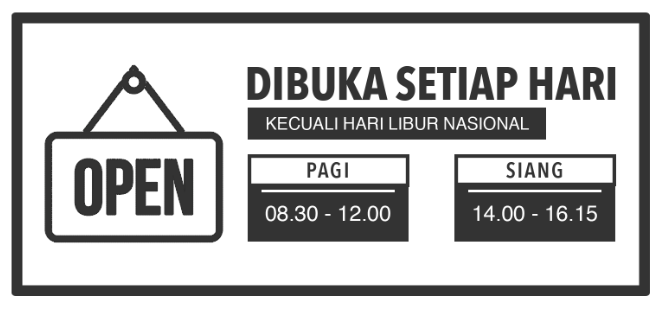 OPEN
DIBUKA SETIAP HARI
KECUALI HARI LIBUR NASIONAL
PAGI
08.30 - 12.00
SIANG
14.00 - 16.15